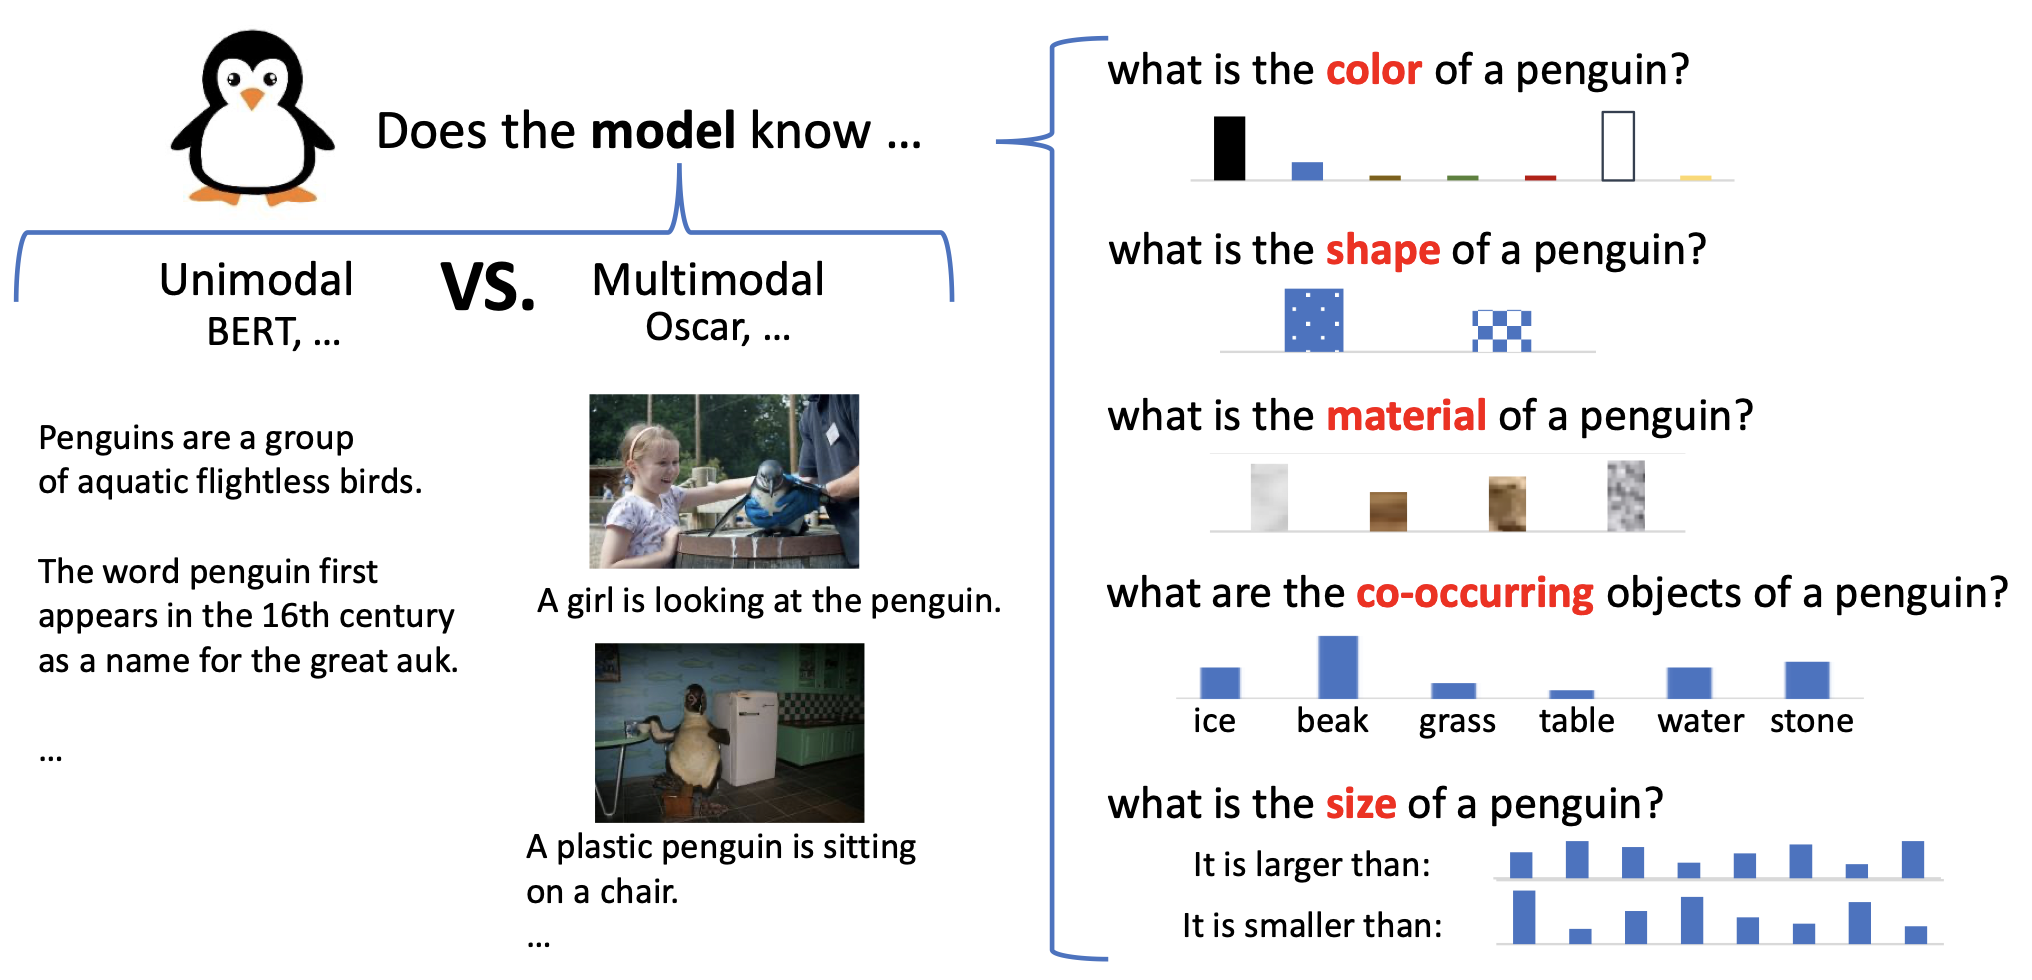 Does the model know ...
Unimodal
BERT, ...
VS.
Multimodal
Oscar, ...
Penguins are a group
of aquatic flightless birds.
The word penguin first
appears in the 16th century
as a name for the great auk.
...
A girl is looking at the penguin.
A plastic penguin is sitting
on a chair.
...
what is the color of a penguin?
what is the shape of a penguin?
what is the material of a penguin?
what are the co-occurring objects of a penguin?
ice beak grass table water stone
what is the size of a penguin?
It is larger than:
It is smaller than: